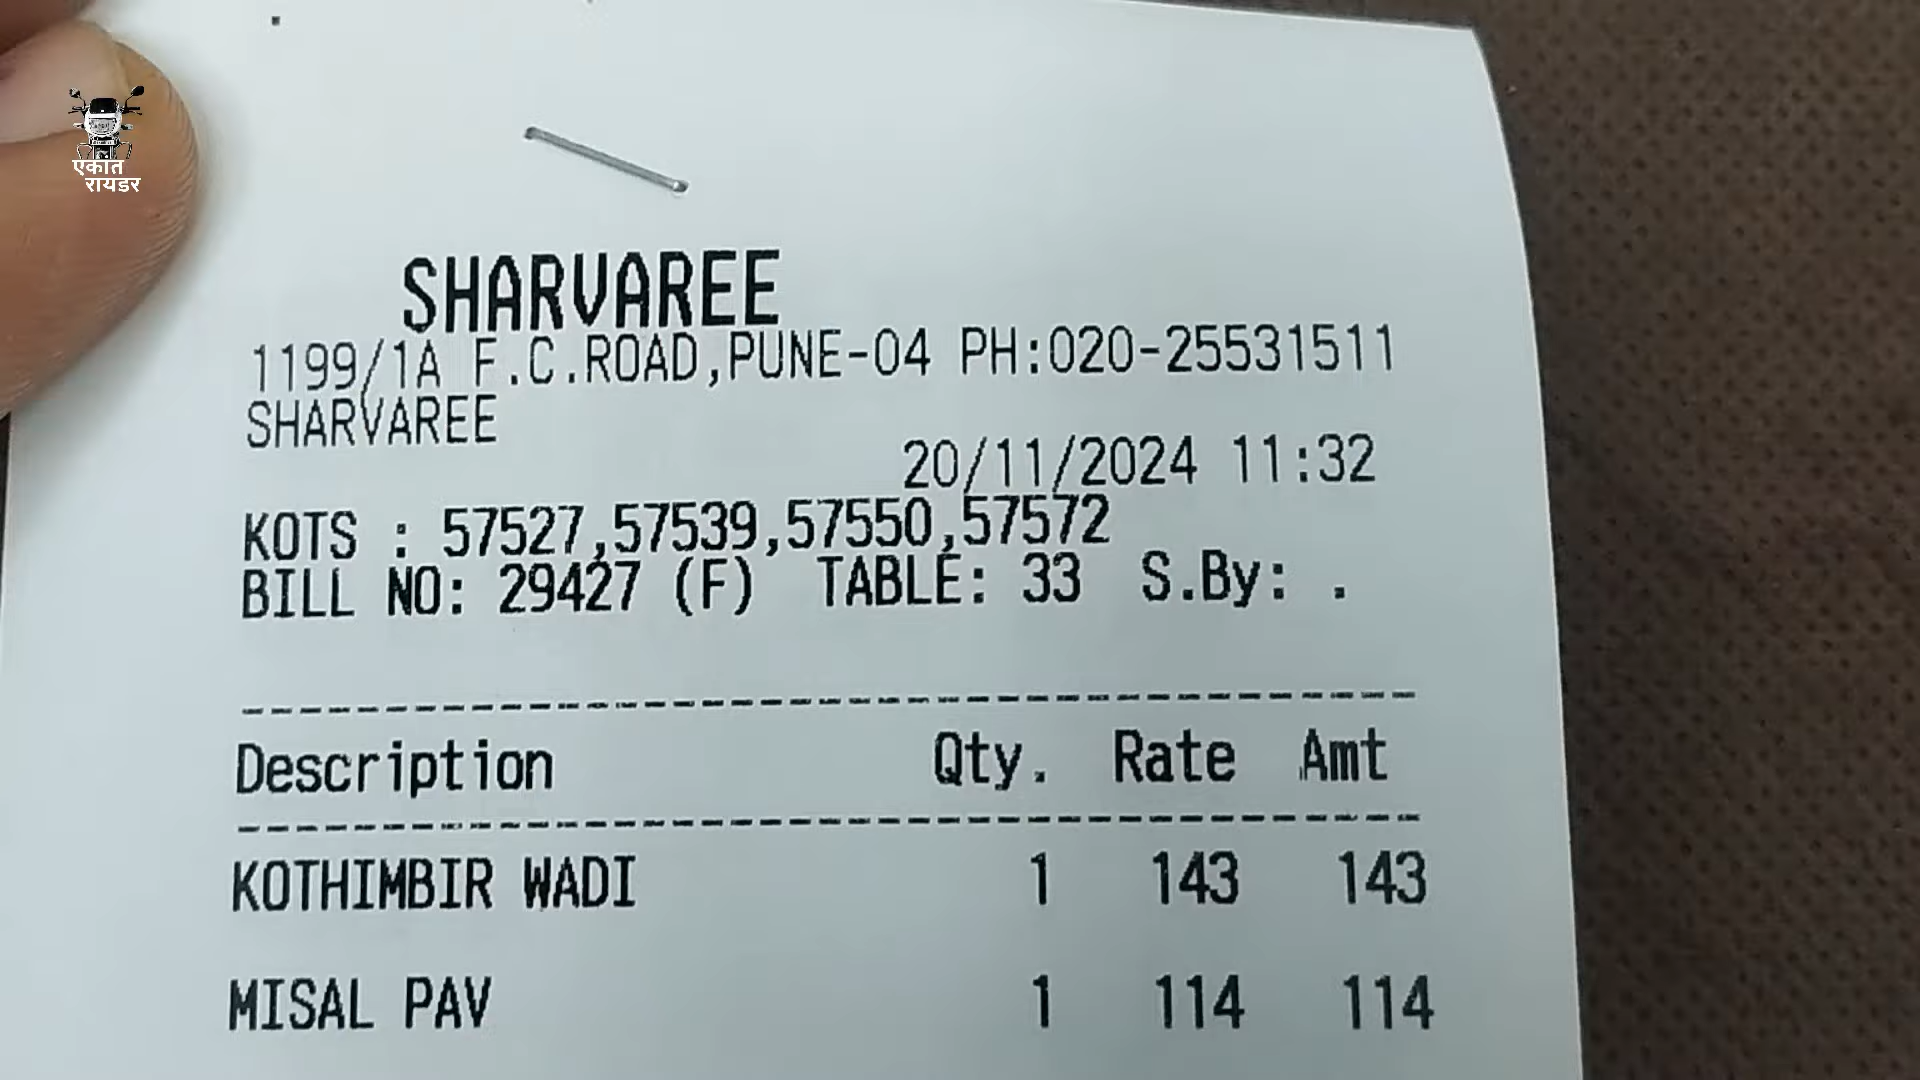 एकांत
रायडर
SHARVAREE
1199/1A F.C.ROAD,PUNE-04 PH:020-25531511
SHARVAREE
20/11/2024 11:32
KOTS : 57527,57539,57550,57572
BILL NO: 29427 (F) TABLE: 33 S.By: .
Description Qty. Rate Amt
KOTHIMBIR WADI 1 143 143
MISAL PAV 1 114 114